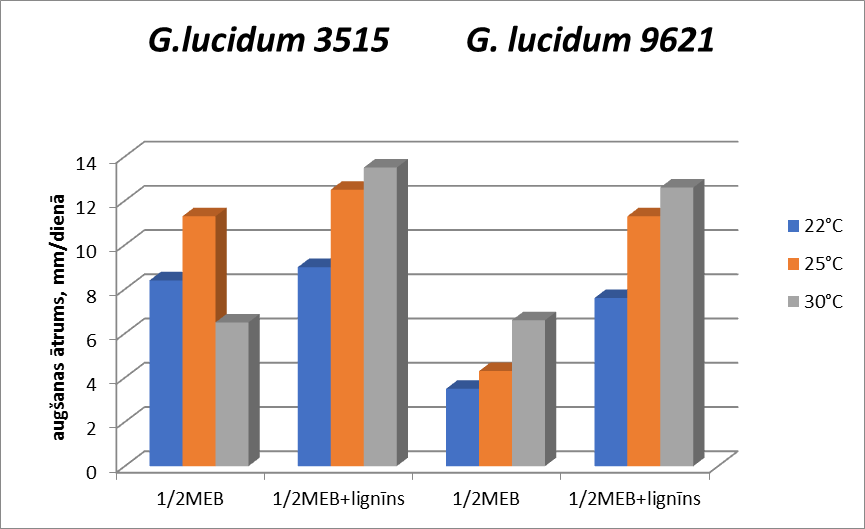 G.lucidum 3515 G. lucidum 9621
augšanas ātrums, mm/dienā
14
12
10
8
6
4
2
0
1/2MEB 1/2MEB+lignīns 1/2MEB 1/2MEB+lignīns
22°C
25°C
30°C